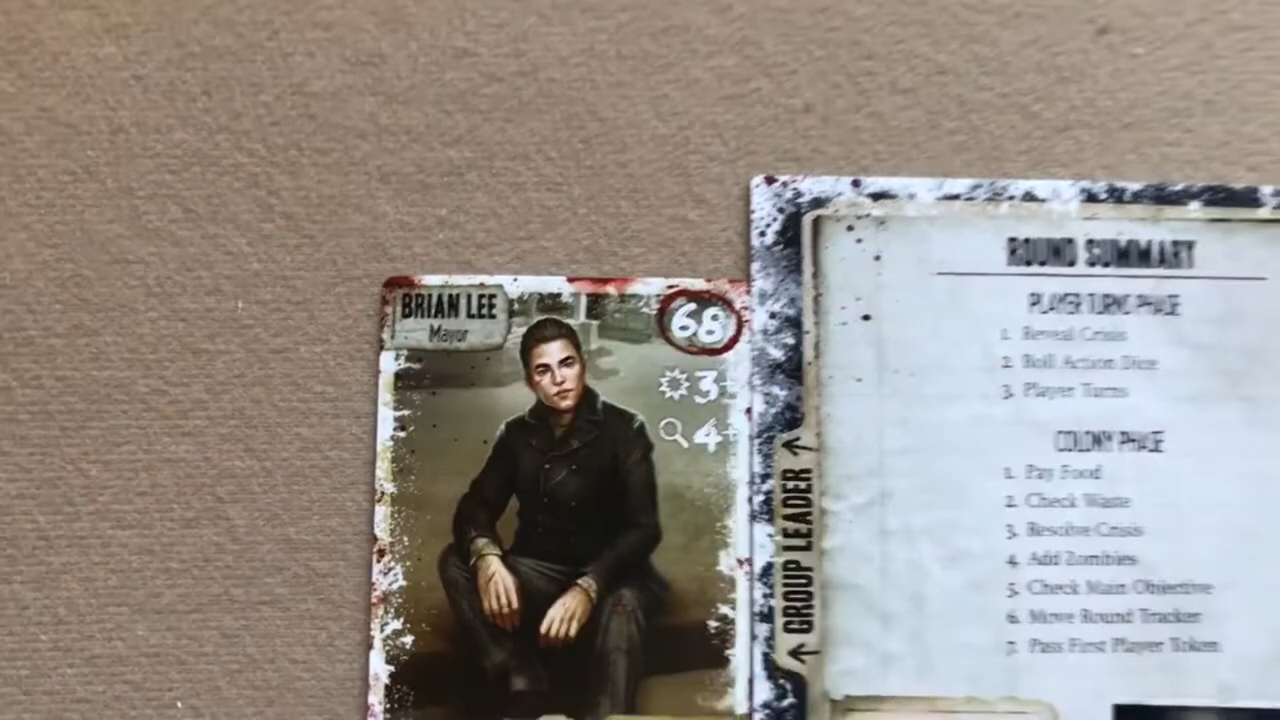 BRIAN LEE
Mayor
68
3+
4+
↑ GROUP LEADER ↑
ROUND SUMMARY
PLAYER TURNS PHASE
1. Reveal Crisis
2. Roll Action Dice
3. Player Turns
COLONY PHASE
1. Pay Food
2. Check Waste
3. Resolve Crisis
4. Add Zombies
5. Check Main Objective
6. Move Round Tracker
7. Pass First Player Token